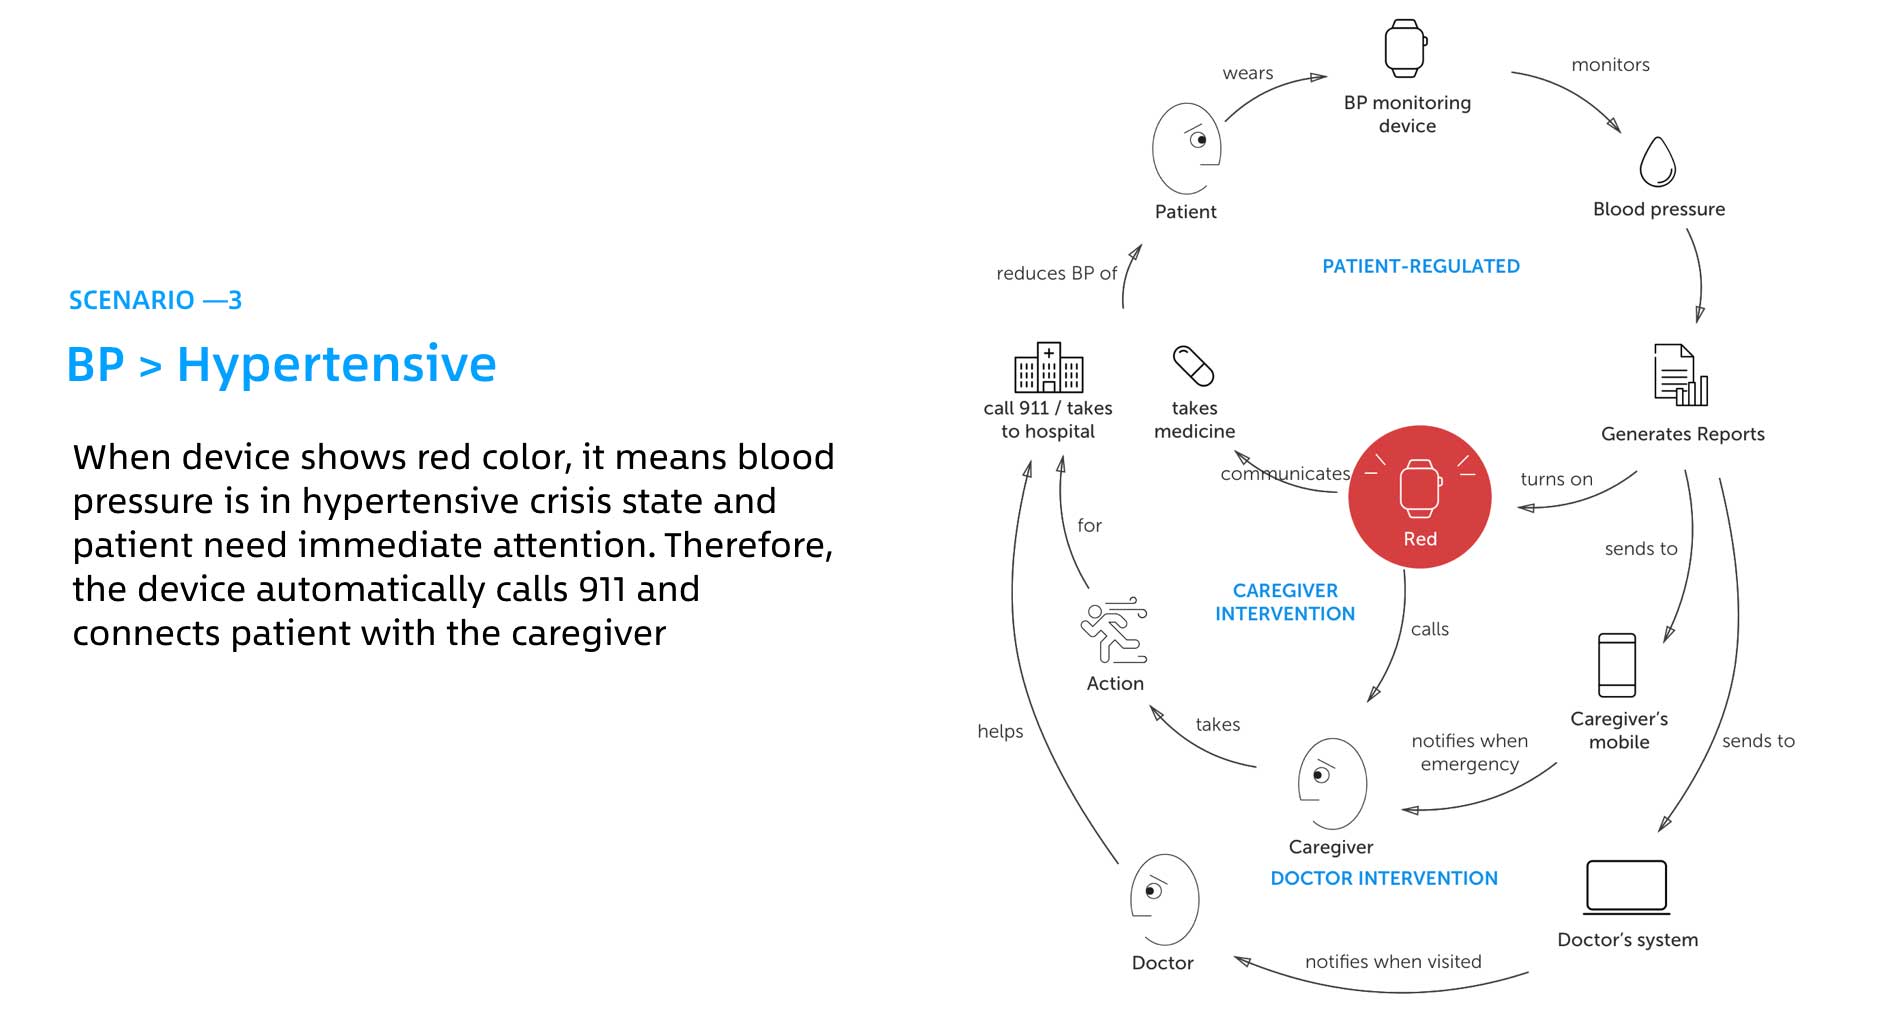 SCENARIO —3
BP > Hypertensive
When device shows red color, it means blood
pressure is in hypertensive crisis state and
patient need immediate attention. Therefore,
the device automatically calls 911 and
connects patient with the caregiver
wears
BP monitoring
device
monitors
Patient
Blood pressure
reduces BP of
PATIENT-REGULATED
call 911 / takes
to hospital
takes
medicine
Generates Reports
communicates
turns on
Red
for
sends to
CAREGIVER
INTERVENTION
calls
Action
takes
helps
Caregiver’s
mobile
notifies when
emergency
sends to
Caregiver
DOCTOR INTERVENTION
Doctor’s system
Doctor
notifies when visited